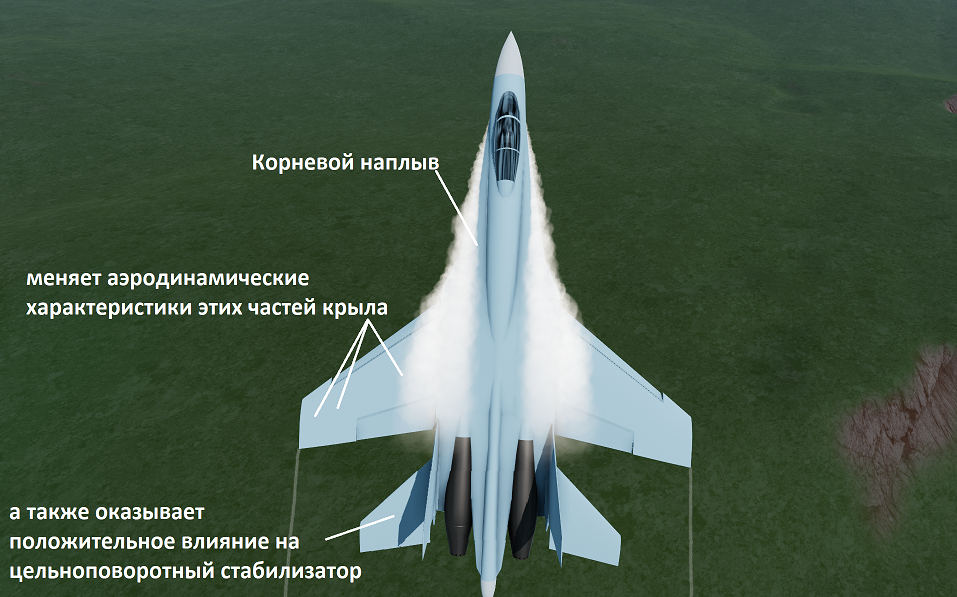 Корневой наплыв
меняет аэродинамические
характеристики этих частей крыла
а также оказывает
положительное влияние на
цельноповоротный стабилизатор